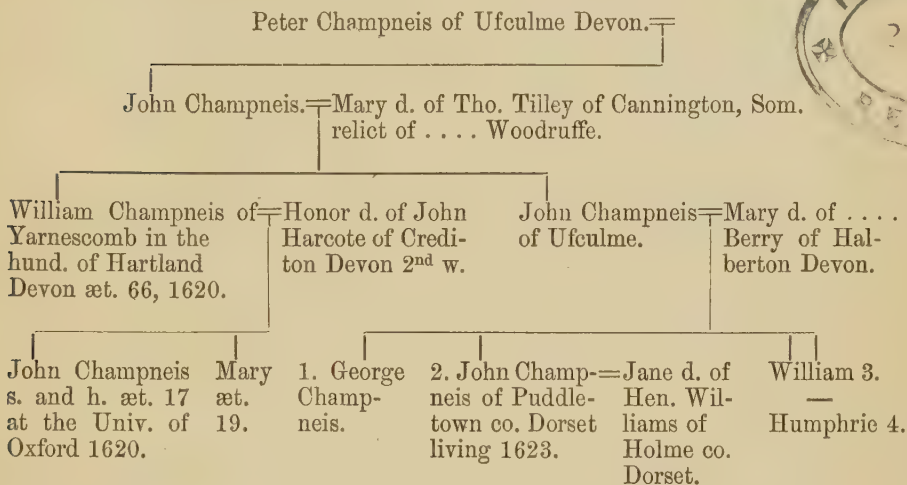 Peter Champneis of Ufculme Devon.
John Champneis.
Mary d. of Tho. Tilley of Cannington, Som.
relict of . . . . Woodruffe.
William Champneis of
Yarnescomb in the
hund. of Hartland
Devon æt. 66, 1620.
Honor d. of John
Harcote of Credi-
ton Devon 2nd w.
John Champneis
of Ufculme.
Mary d. of . . . .
Berry of Hal-
berton Devon.
John Champneis
s. and h. æt. 17
at the Univ. of
Oxford 1620.
Mary
æt.
19.
1. George
Champ-
neis.
2. John Champ-
neis of Puddle-
town co. Dorset
living 1623.
Jane d. of
Hen. Wil-
liams of
Holme co.
Dorset.
William 3.
—
Humphrie 4.